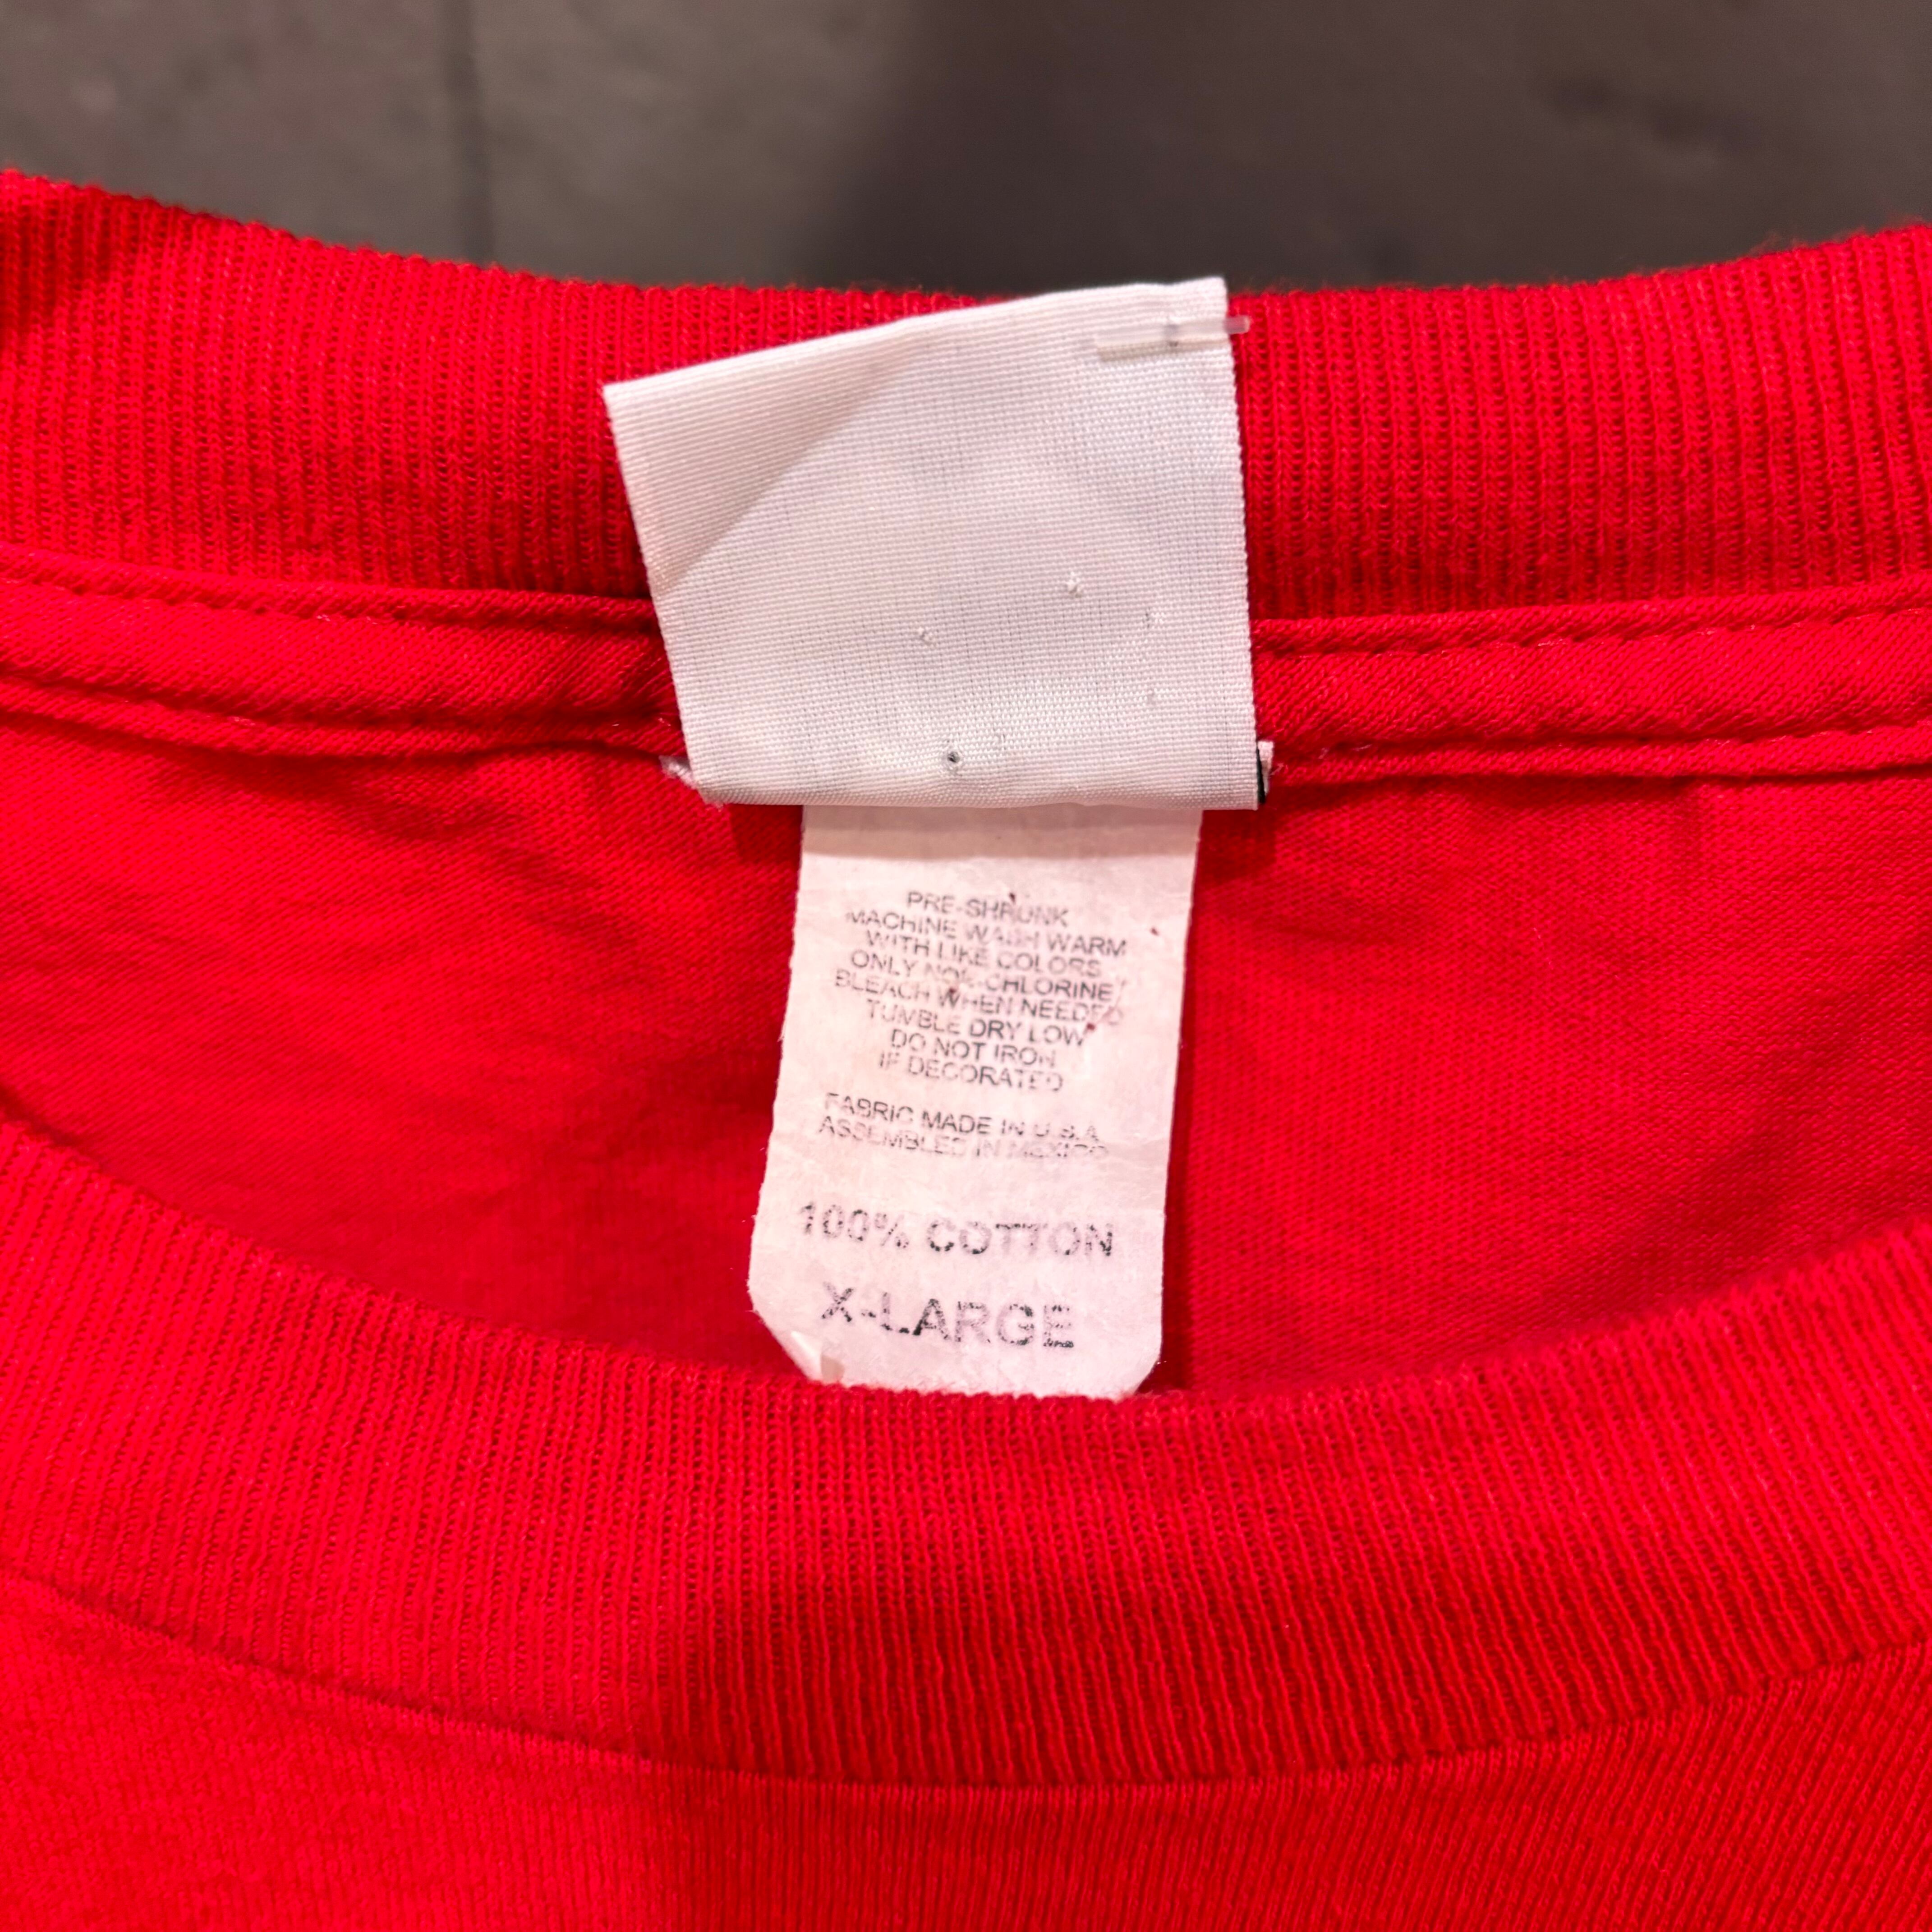 PRE-SHRUNK
MACHINE WASH WARM
WITH LIKE COLORS
ONLY NON-CHLORINE
BLEACH WHEN NEEDED
TUMBLE DRY LOW
DO NOT IRON
IF DECORATED
FABRIC MADE IN U.S.A
ASSEMBLED IN MEXICO
100% COTTON
X-LARGE